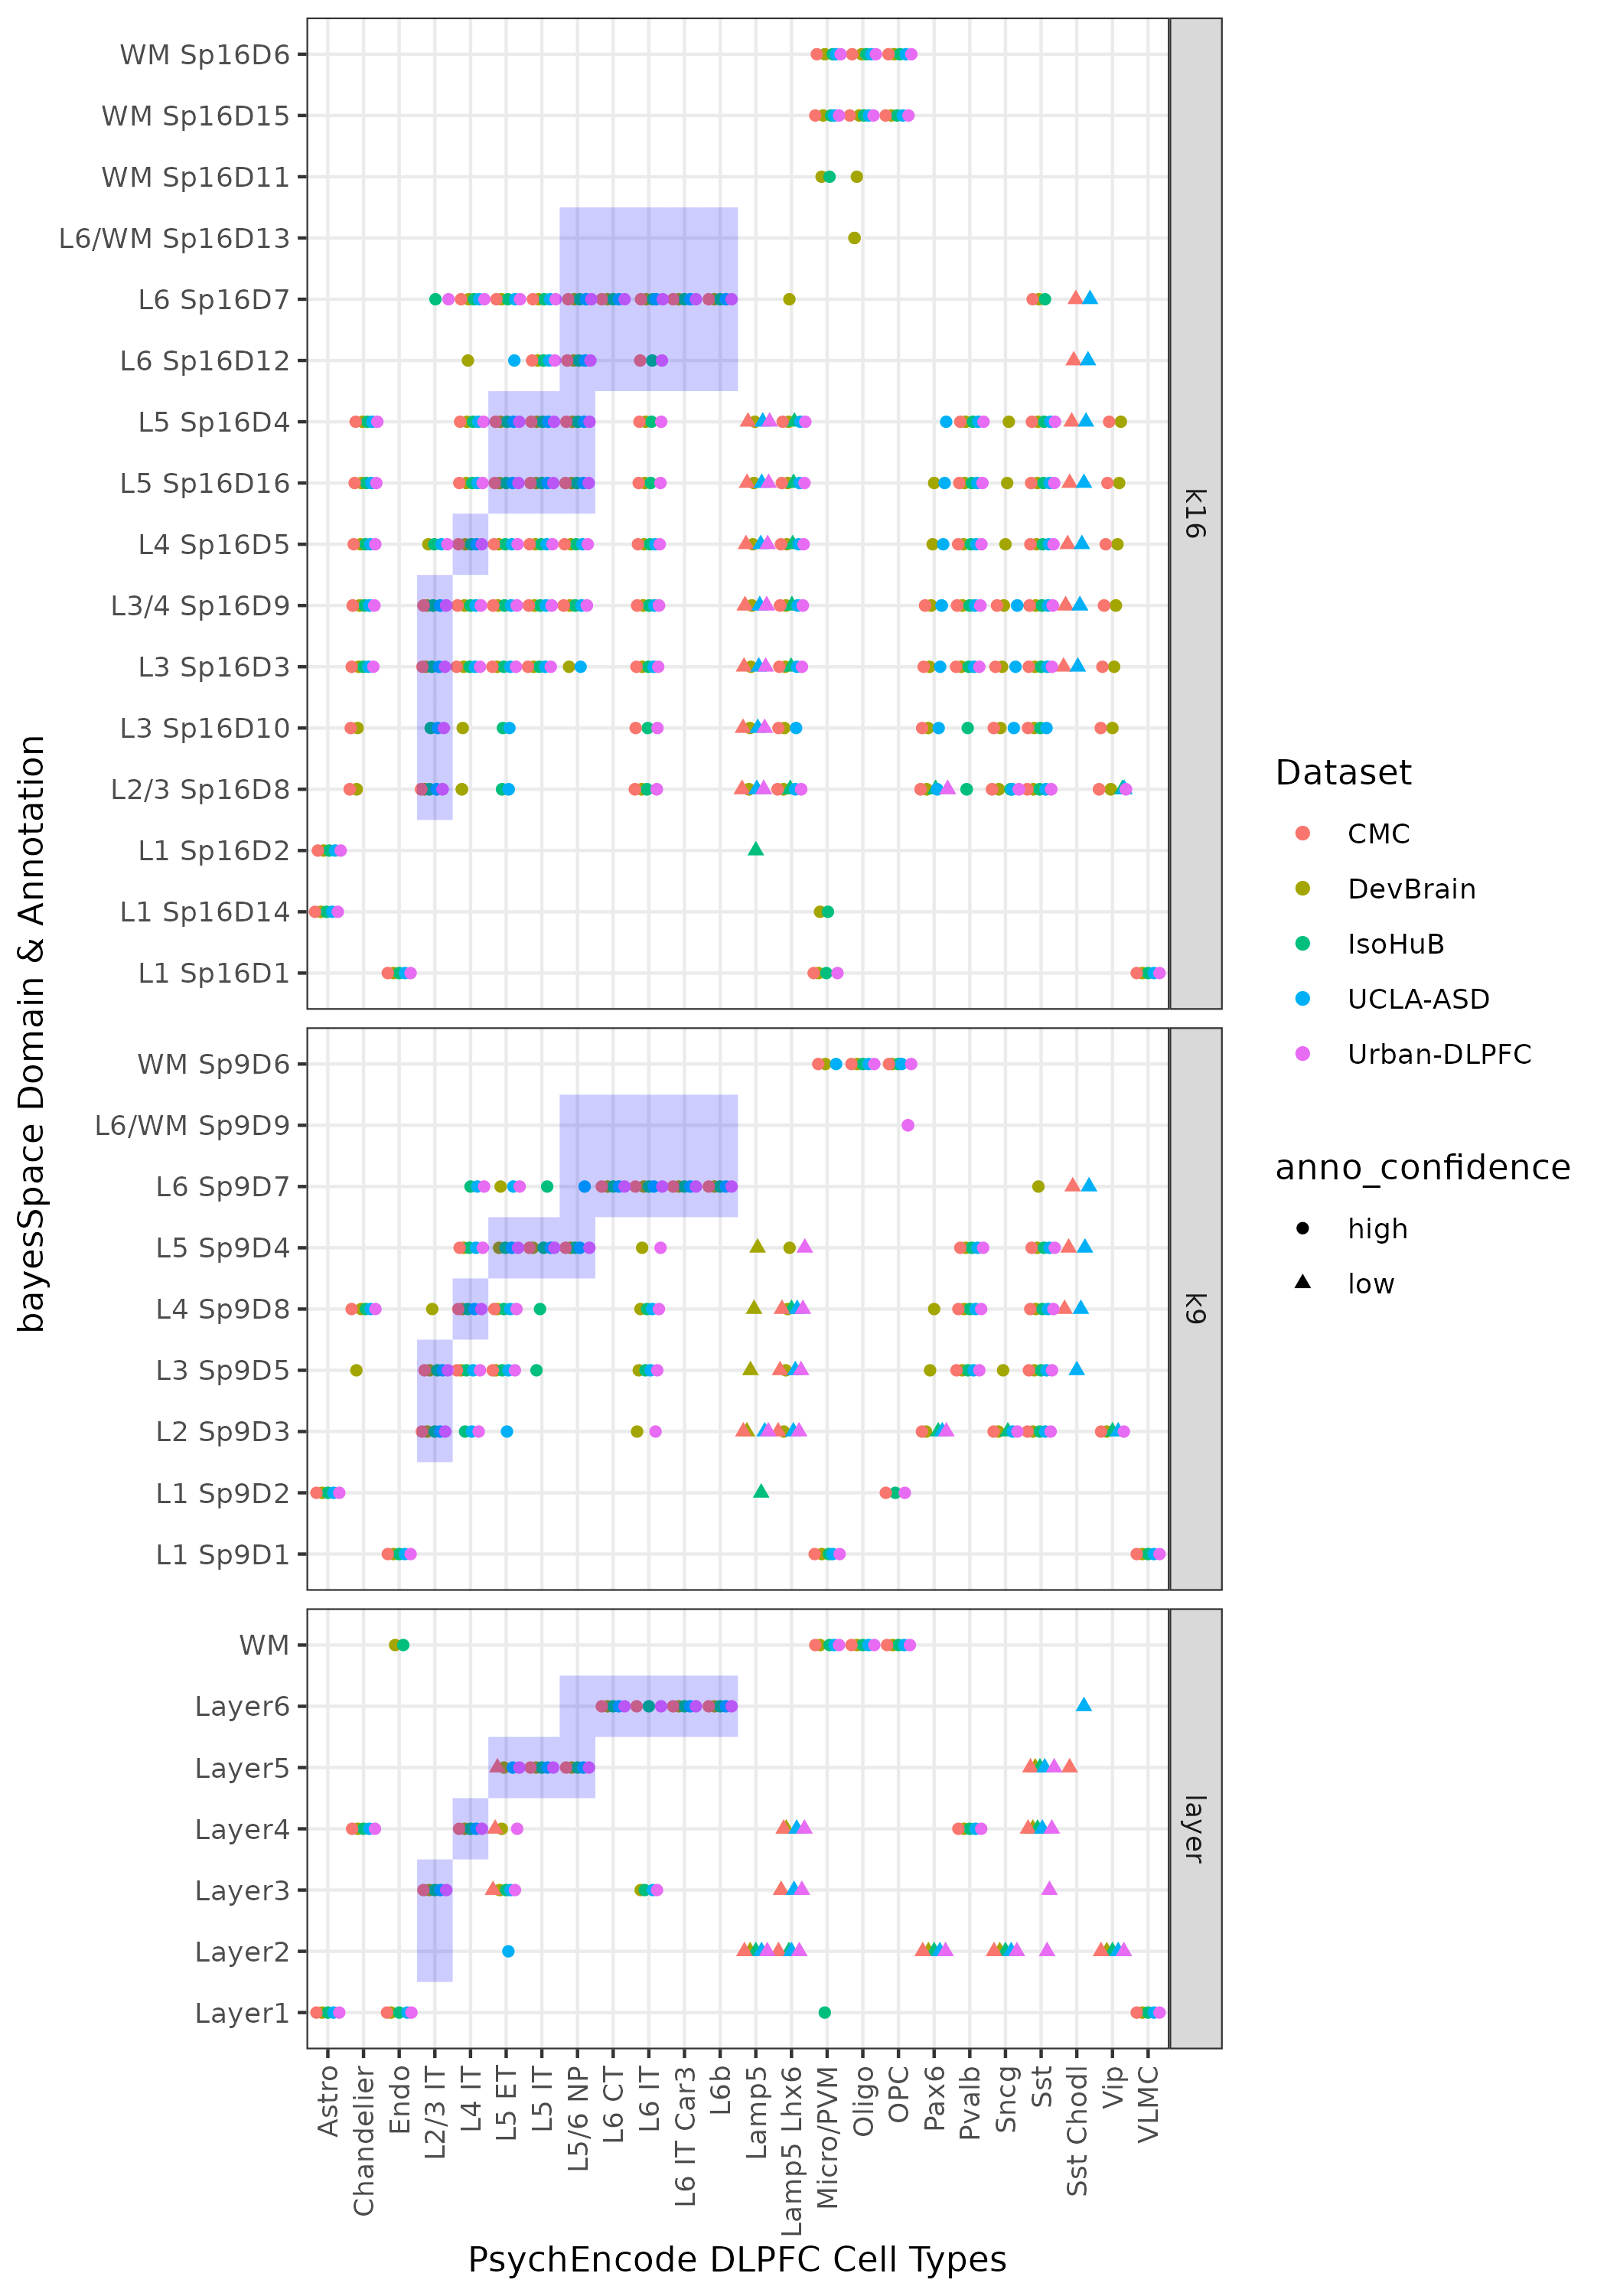 bayesSpace Domain & Annotation
WM Sp16D6
WM Sp16D15
WM Sp16D11
L6/WM Sp16D13
L6 Sp16D7
L6 Sp16D12
L5 Sp16D4
L5 Sp16D16
L4 Sp16D5
L3/4 Sp16D9
L3 Sp16D3
L3 Sp16D10
L2/3 Sp16D8
L1 Sp16D2
L1 Sp16D14
L1 Sp16D1
k16
WM Sp9D6
L6/WM Sp9D9
L6 Sp9D7
L5 Sp9D4
L4 Sp9D8
L3 Sp9D5
L2 Sp9D3
L1 Sp9D2
L1 Sp9D1
k9
WM
Layer6
Layer5
Layer4
Layer3
Layer2
Layer1
layer
Astro
Chandelier
Endo
L2/3 IT
L4 IT
L5 ET
L5 IT
L5/6 NP
L6 CT
L6 IT
L6 IT Car3
L6b
Lamp5
Lamp5 Lhx6
Micro/PVM
Oligo
OPC
Pax6
Pvalb
Sncg
Sst
Sst Chodl
Vip
VLMC
PsychEncode DLPFC Cell Types
Dataset
CMC
DevBrain
IsoHuB
UCLA-ASD
Urban-DLPFC
anno_confidence
high
low